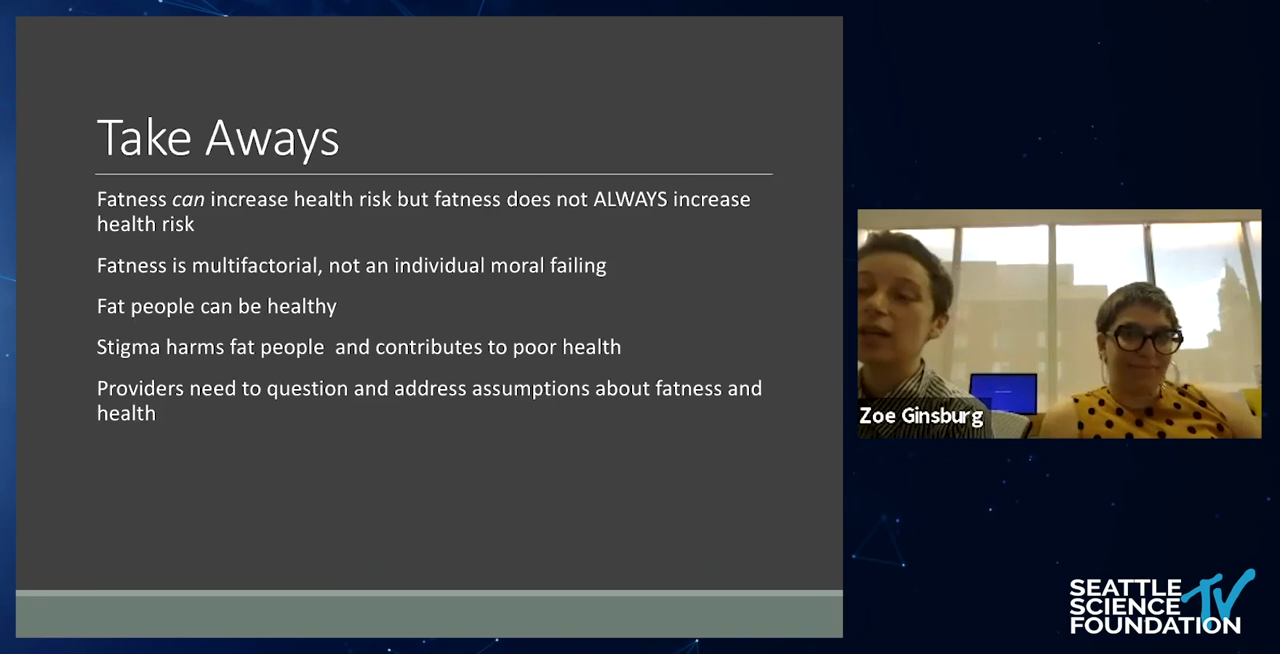 Take Aways
Fatness can increase health risk but fatness does not ALWAYS increase
health risk
Fatness is multifactorial, not an individual moral failing
Fat people can be healthy
Stigma harms fat people  and contributes to poor health
Providers need to question and address assumptions about fatness and
health
Zoe Ginsburg
SEATTLE
SCIENCE TV
FOUNDATION